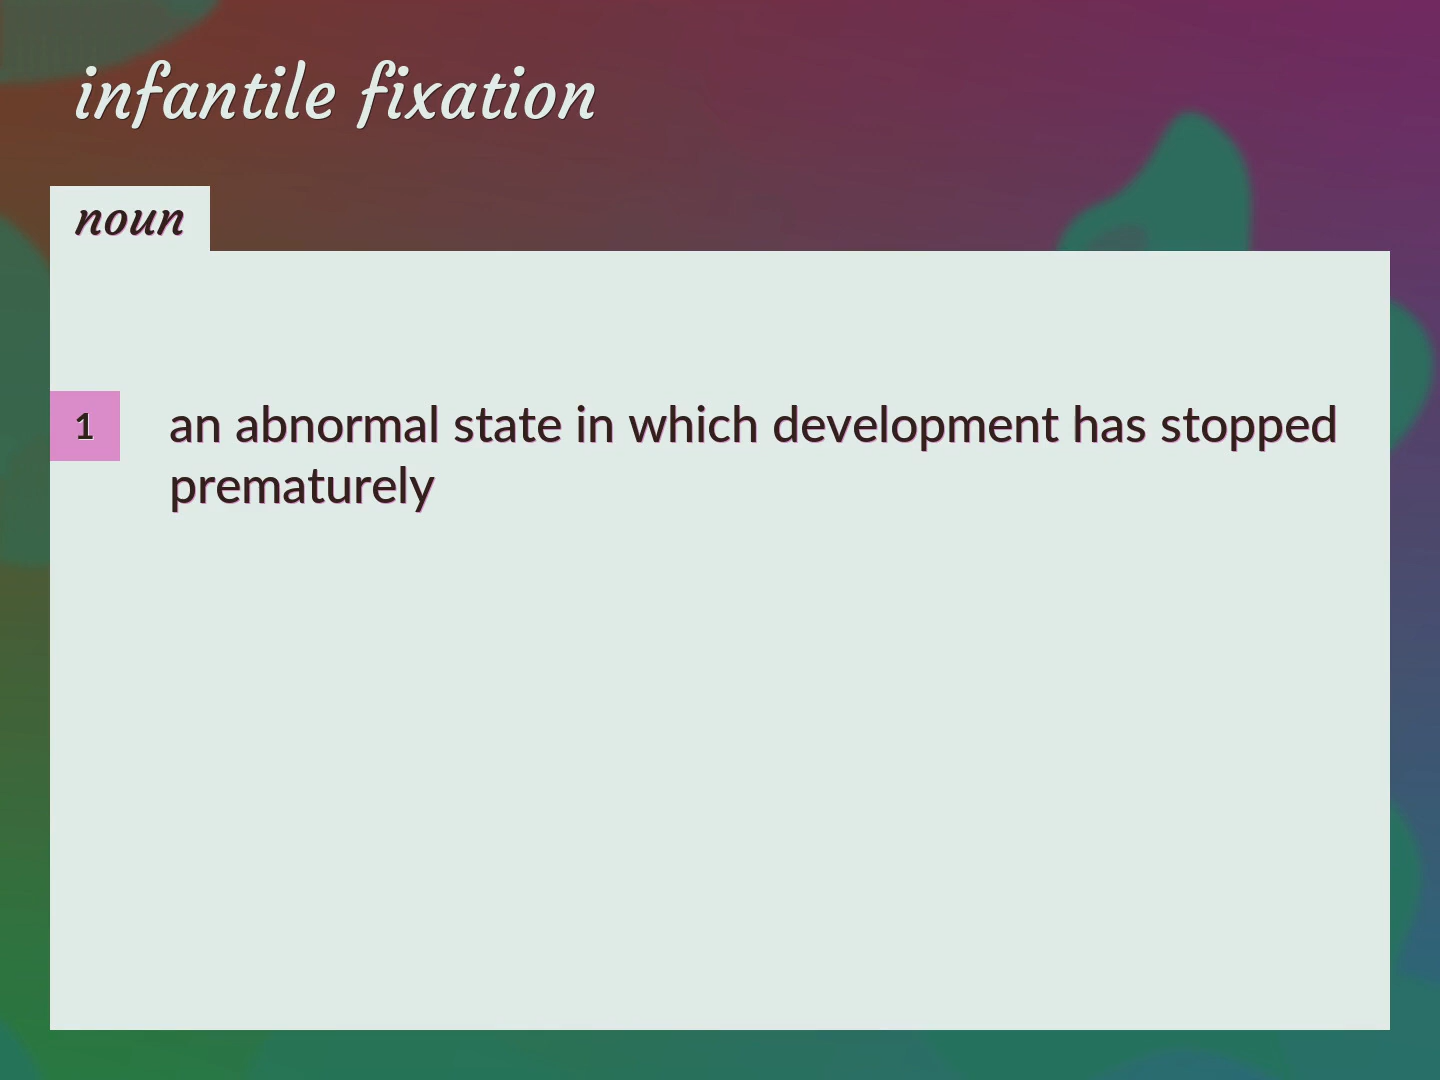 infantile fixation
noun
1 an abnormal state in which development has stopped
prematurely